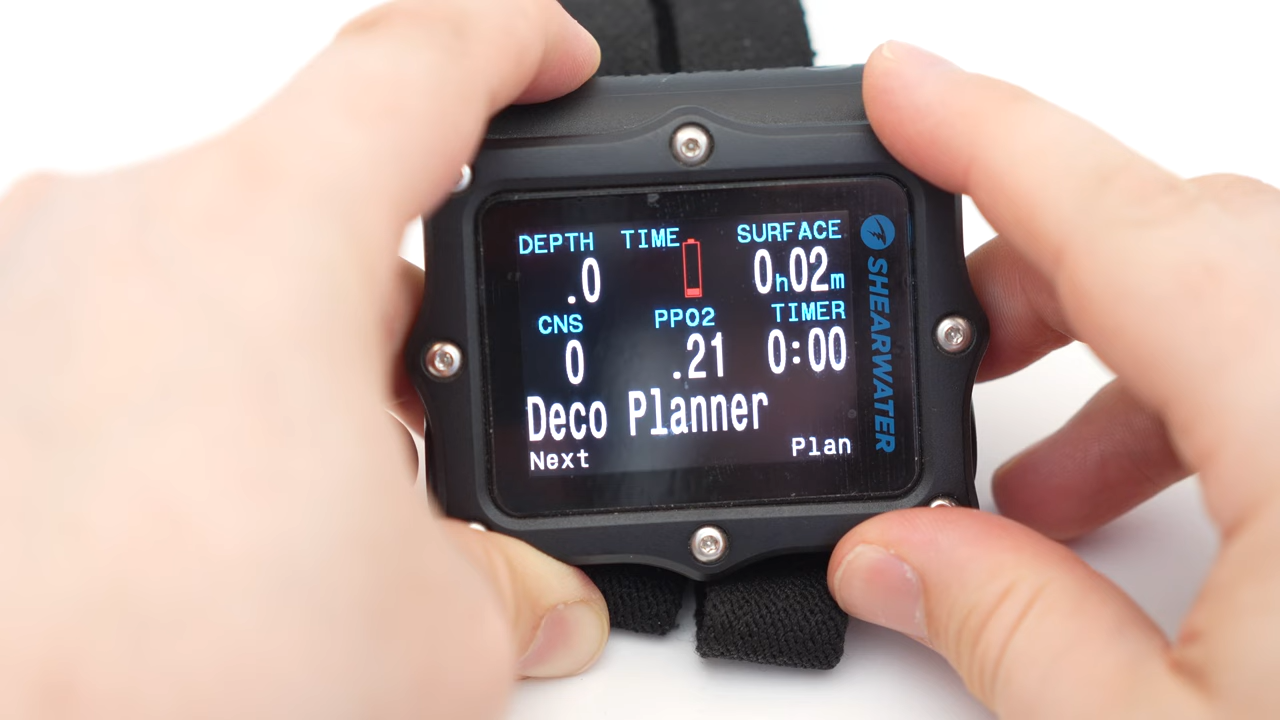 DEPTH TIME SURFACE
.0 0h02m
CNS PPO2 TIMER
0 .21 0:00
Deco Planner
Next Plan
SHEARWATER